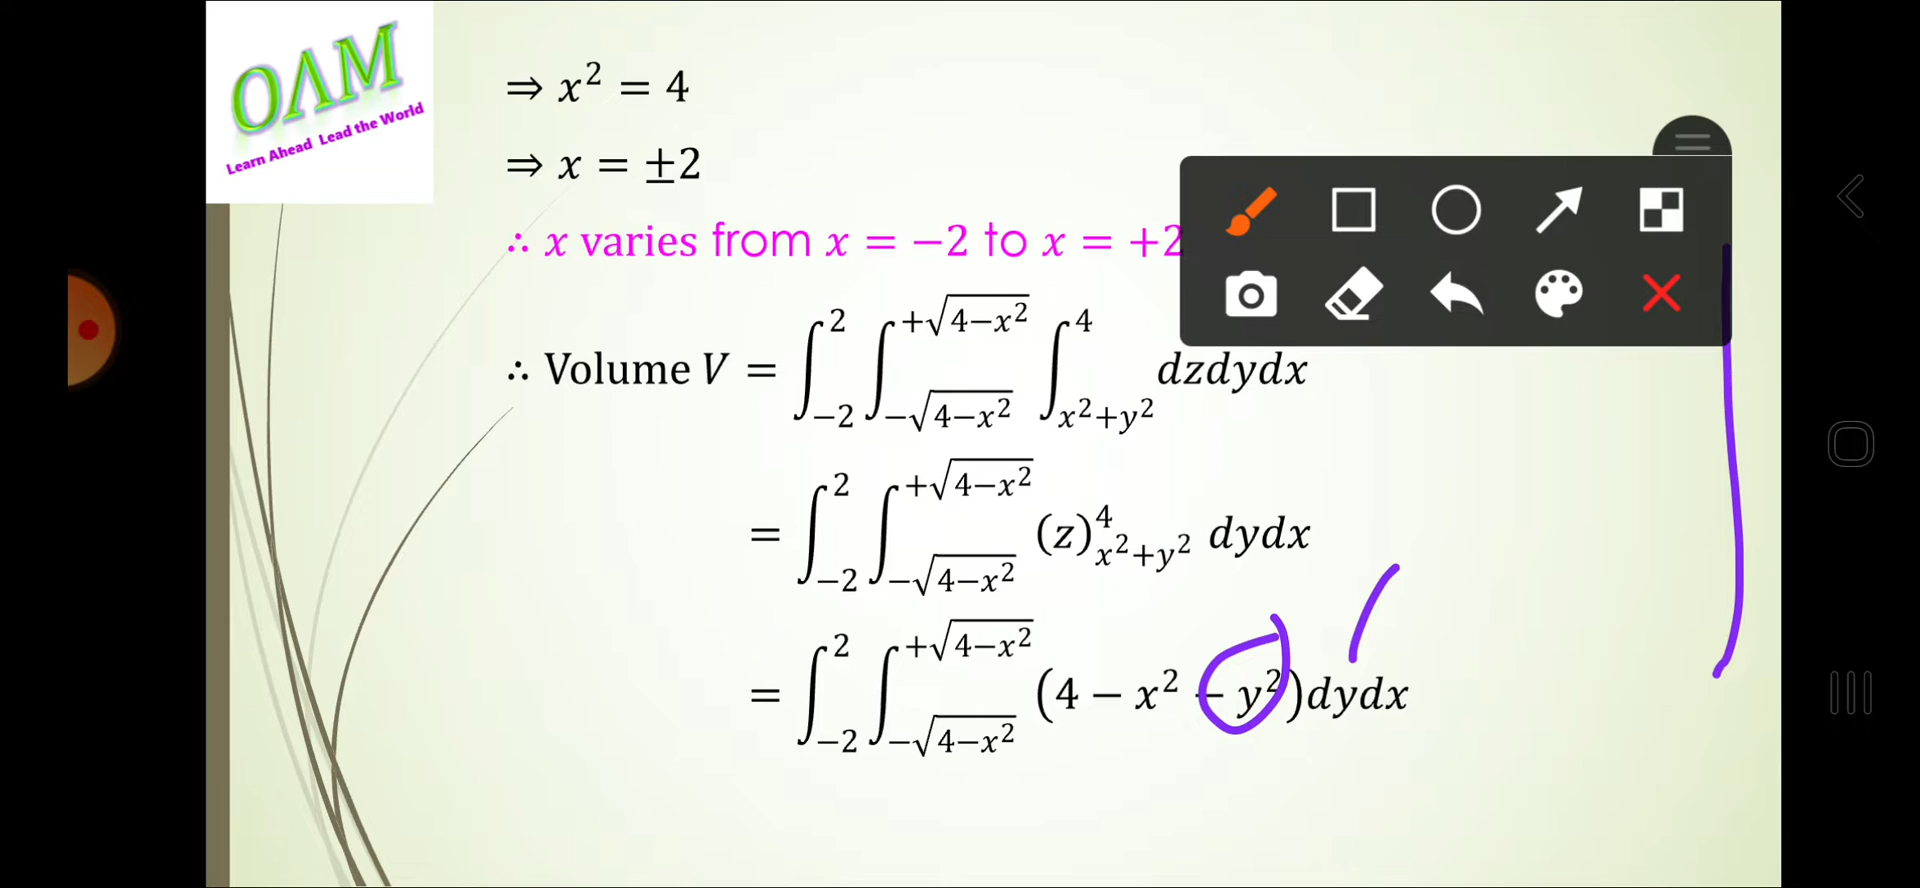 OΛM
Learn Ahead Lead the World
⇒ x² = 4
⇒ x = ±2
∴ x varies from x = −2 to x = +2
∴ Volume V = ∫_{−2}^{2} ∫_{−√(4−x²)}^{+√(4−x²)} ∫_{x²+y²}^{4} dzdydx
= ∫_{−2}^{2} ∫_{−√(4−x²)}^{+√(4−x²)} (z)_{x²+y²}^{4} dydx
= ∫_{−2}^{2} ∫_{−√(4−x²)}^{+√(4−x²)} (4 − x² − y²)dydx